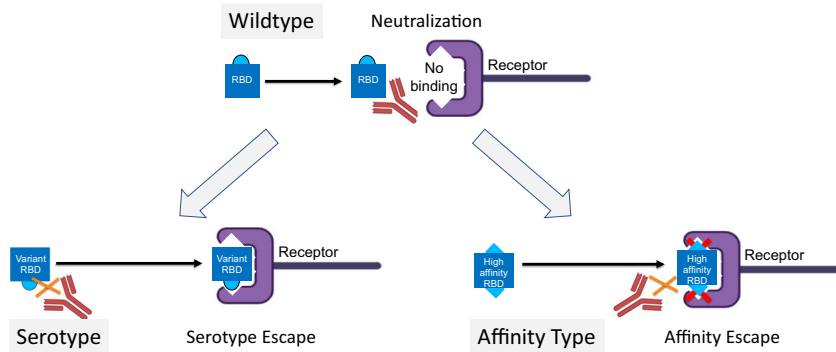 Wildtype
Neutralization
RBD
RBD
No
binding
Receptor
Variant
RBD
Variant
RBD
Receptor
High
affinity
RBD
High
affinity
RBD
Receptor
Serotype
Serotype Escape
Affinity Type
Affinity Escape